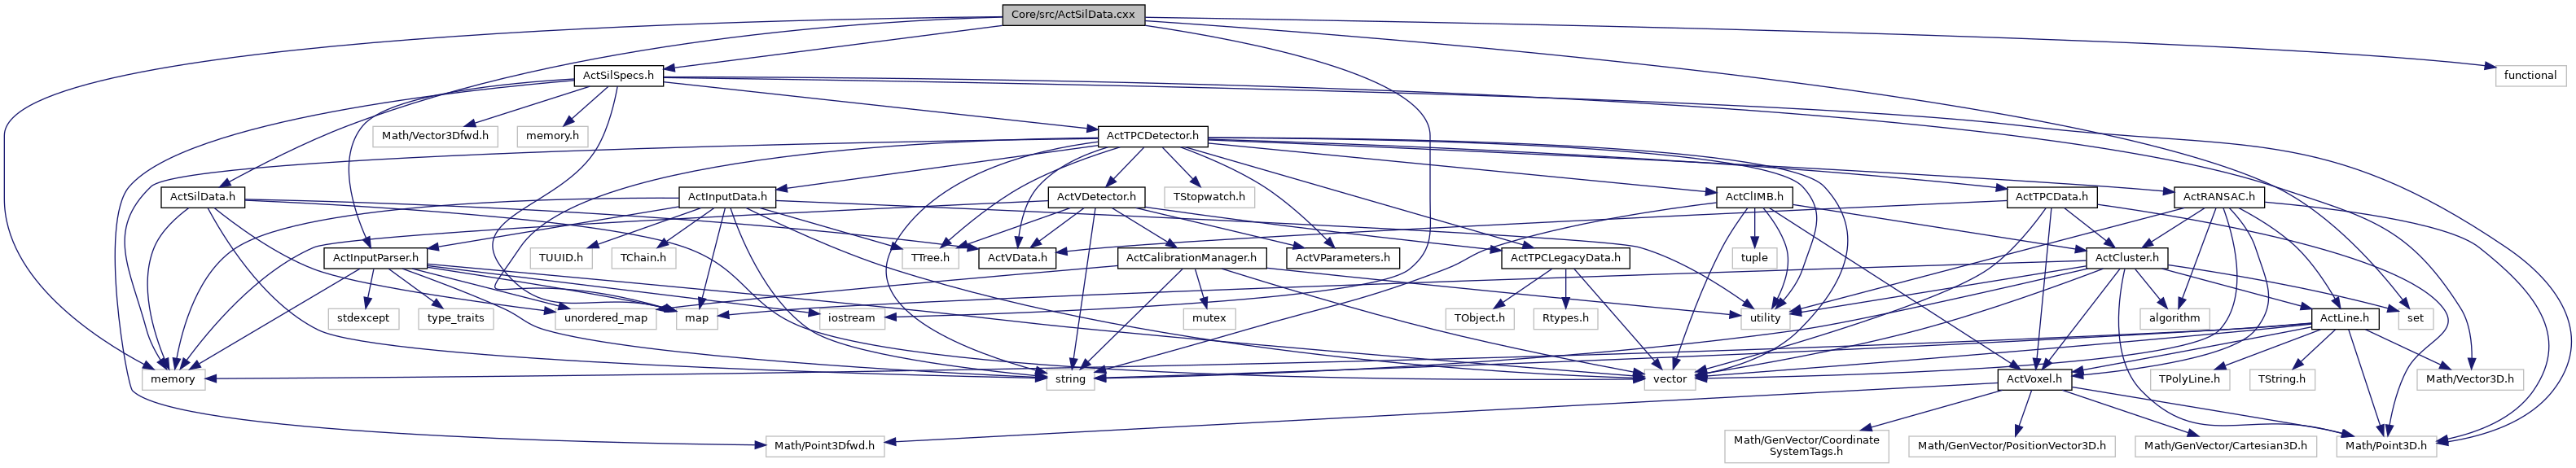 Core/src/ActSilData.cxx
ActSilSpecs.h
functional
Math/Vector3Dfwd.h
memory.h
ActTPCDetector.h
ActSilData.h
ActInputData.h
ActVDetector.h
TStopwatch.h
ActClIMB.h
ActTPCData.h
ActRANSAC.h
ActInputParser.h
TUUID.h
TChain.h
TTree.h
ActVData.h
ActCalibrationManager.h
ActVParameters.h
ActTPCLegacyData.h
tuple
ActCluster.h
stdexcept
type_traits
unordered_map
map
iostream
mutex
TObject.h
Rtypes.h
utility
algorithm
ActLine.h
set
memory
string
vector
ActVoxel.h
TPolyLine.h
TString.h
Math/Vector3D.h
Math/Point3Dfwd.h
Math/GenVector/Coordinate
SystemTags.h
Math/GenVector/PositionVector3D.h
Math/GenVector/Cartesian3D.h
Math/Point3D.h